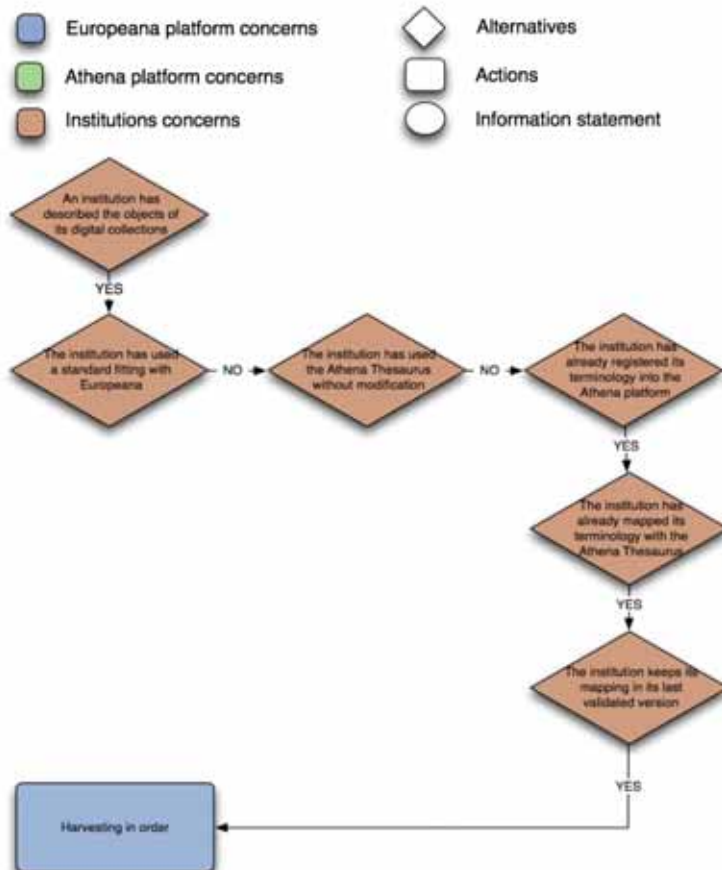 Europeana platform concerns
Alternatives
Athena platform concerns
Actions
Institutions concerns
Information statement
An institution has
described the objects of
its digital collections
YES
The institution has used
a standard fitting with
Europeana
NO
The institution has used
the Athena Thesaurus
without modification
NO
The institution has
already registered its
terminology into the
Athena platform
YES
The institution has
already mapped its
terminology with the
Athena Thesaurus
YES
The institution keeps its
mapping in its last
validated version
YES
Harvesting in order